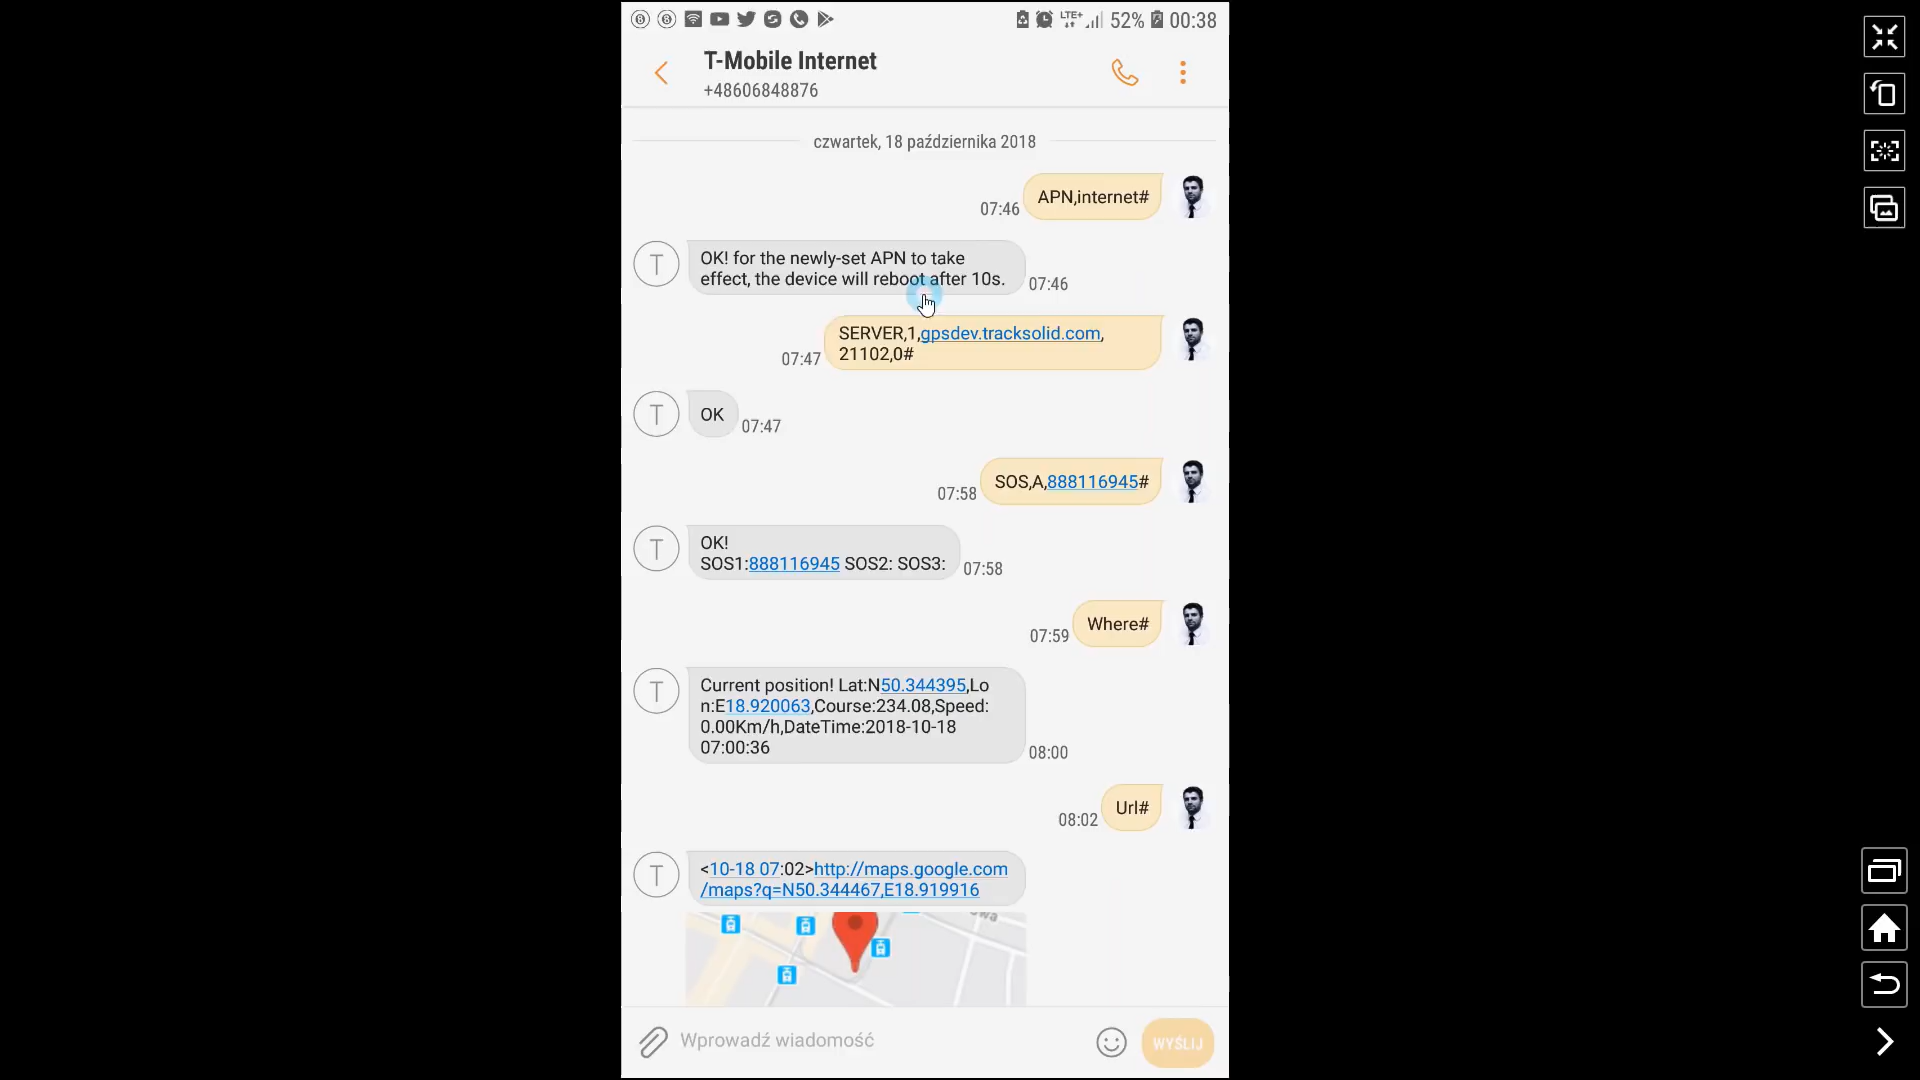 LTE+ 52% 00:38
T-Mobile Internet
+48606848876
czwartek, 18 października 2018
APN,internet#
07:46
T
OK! for the newly-set APN to take
effect, the device will reboot after 10s.
07:46
SERVER,1,gpsdev.tracksolid.com,
21102,0#
07:47
T
OK
07:47
SOS,A,888116945#
07:58
T
OK!
SOS1:888116945 SOS2: SOS3:
07:58
Where#
07:59
T
Current position! Lat:N50.344395,Lo
n:E18.920063,Course:234.08,Speed:
0.00Km/h,DateTime:2018-10-18
07:00:36
08:00
Url#
08:02
T
<10-18 07:02>http://maps.google.com
/maps?q=N50.344467,E18.919916
Wprowadź wiadomość
WYŚLIJ